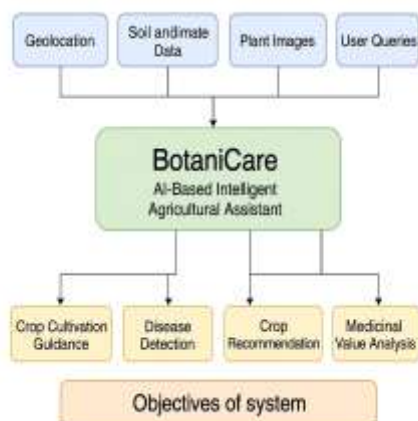 Geolocation
Soil andimate
Data
Plant Images
User Queries
BotaniCare
AI-Based Intelligent
Agricultural Assistant
Crop Cultivation
Guidance
Disease
Detection
Crop
Recommendation
Medicinal
Value Analysis
Objectives of system